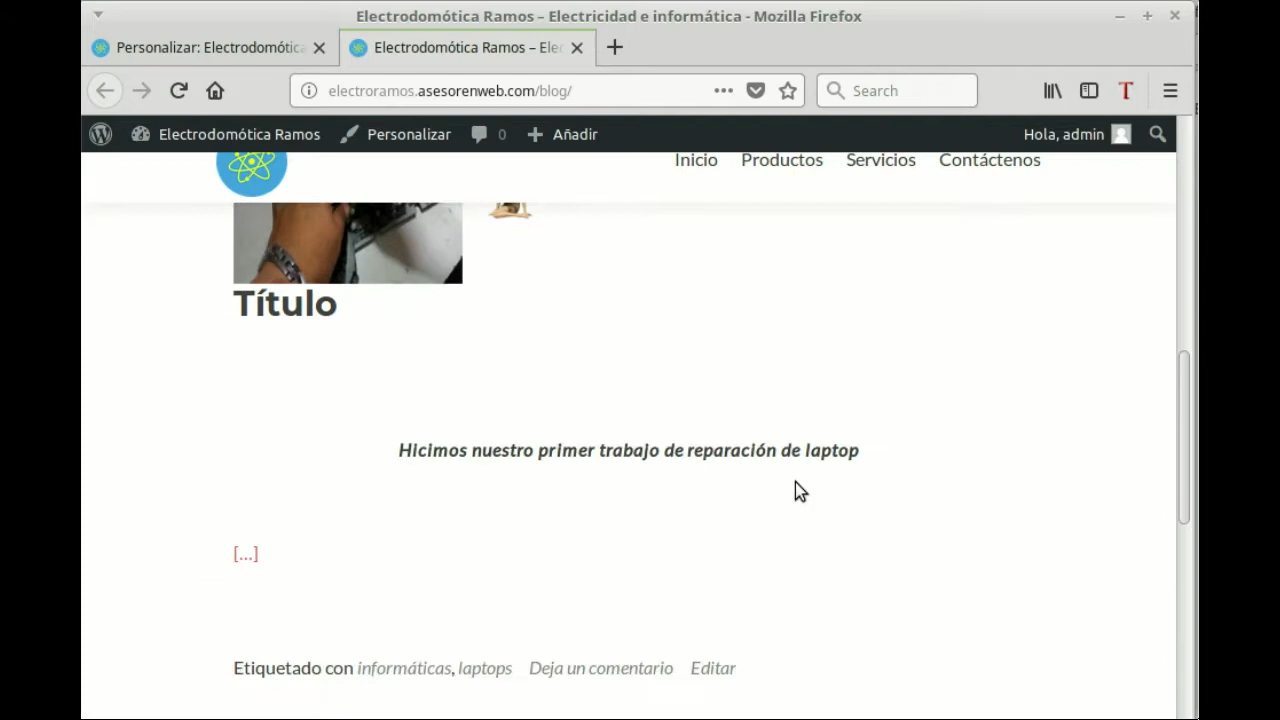 Electrodomótica Ramos – Electricidad e informática - Mozilla Firefox
Personalizar: Electrodomótica
Electrodomótica Ramos – Ele
electroramos.asesorenweb.com/blog/
Search
Electrodomótica Ramos Personalizar 0 Añadir Hola, admin
Inicio Productos Servicios Contáctenos
Título
Hicimos nuestro primer trabajo de reparación de laptop
[...]
Etiquetado con informáticas, laptops Deja un comentario Editar